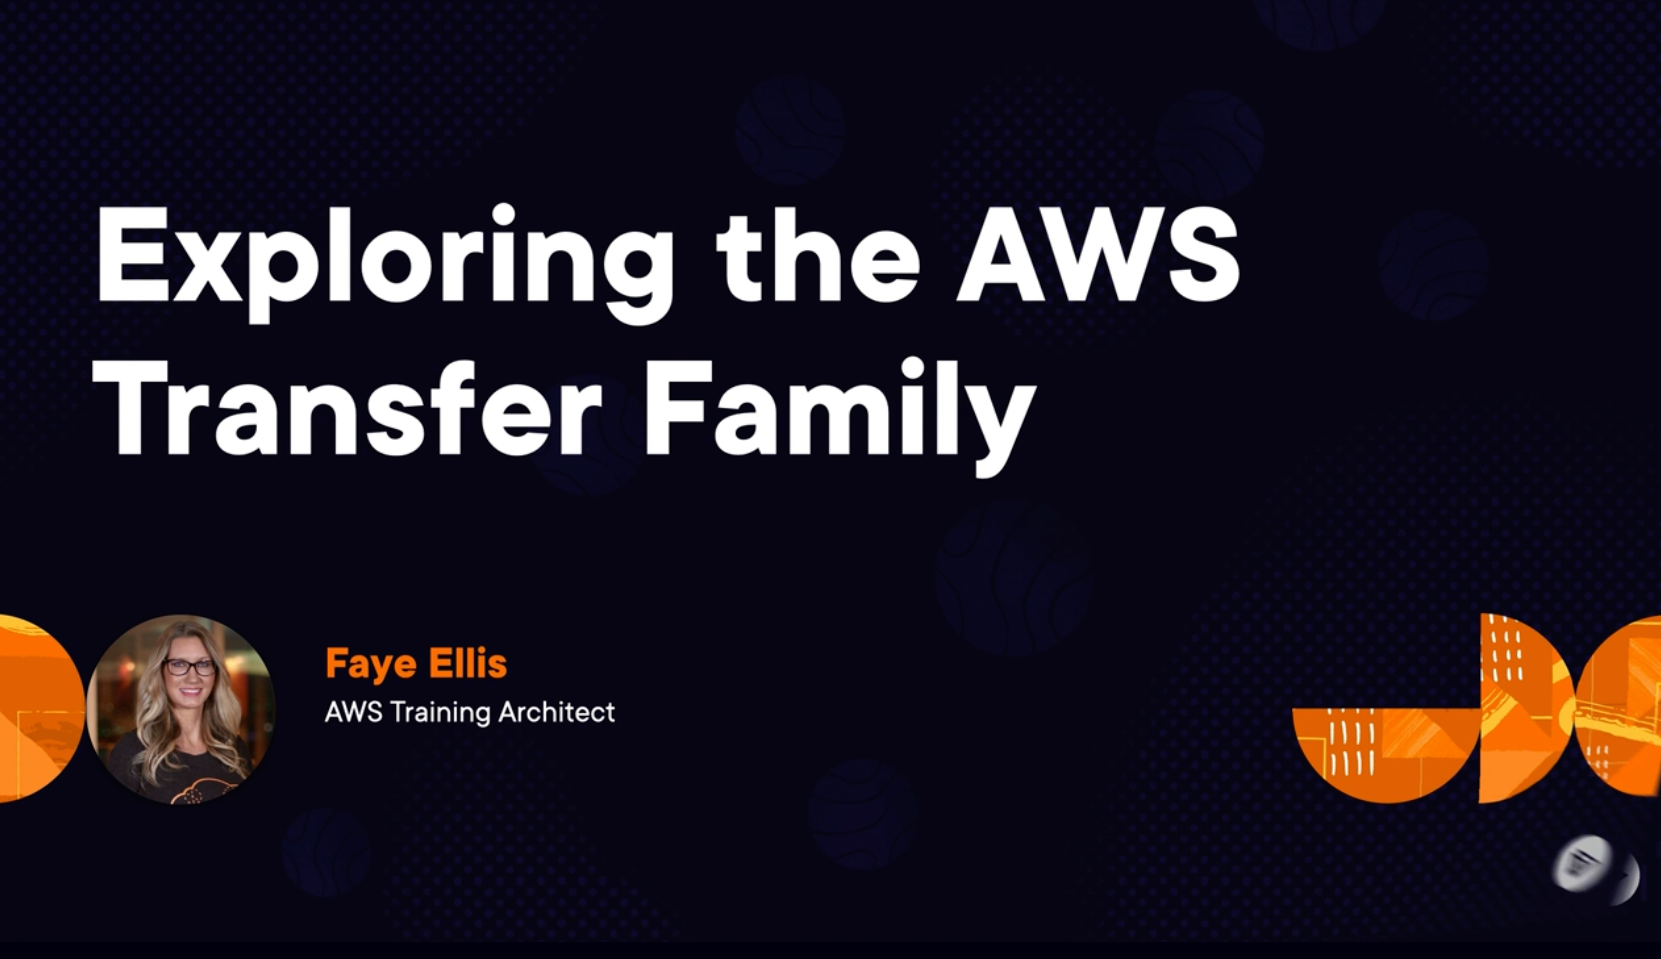 Exploring the AWS
Transfer Family
Faye Ellis
AWS Training Architect